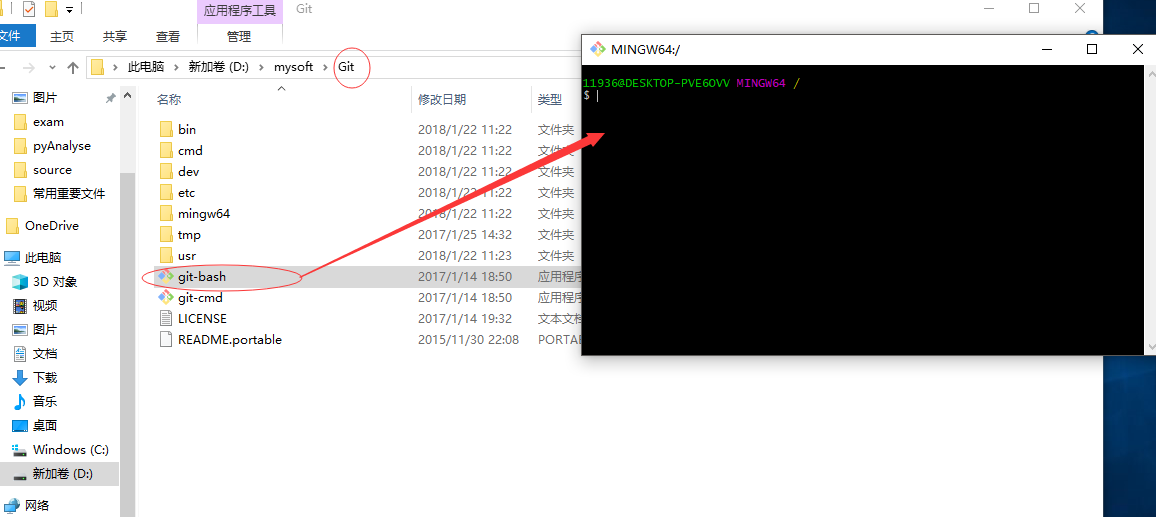 应用程序工具 Git
文件 主页 共享 查看 管理
此电脑 新加卷 (D:) mysoft Git
图片
exam
pyAnalyse
source
常用重要文件
OneDrive
此电脑
3D 对象
视频
图片
文档
下载
音乐
桌面
Windows (C:)
新加卷 (D:)
网络
名称 修改日期 类型
bin 2018/1/22 11:22 文件夹
cmd 2018/1/22 11:22 文件夹
dev 2018/1/22 11:22 文件夹
etc 2018/1/22 11:22 文件夹
mingw64 2018/1/22 11:22 文件夹
tmp 2017/1/25 14:32 文件夹
usr 2018/1/22 11:23 文件夹
git-bash 2017/1/14 18:50 应用程序
git-cmd 2017/1/14 18:50 应用程序
LICENSE 2017/1/14 19:32 文本文档
README.portable 2015/11/30 22:08 PORTA
MINGW64:/
11936@DESKTOP-PVE6OVV MINGW64 /
$